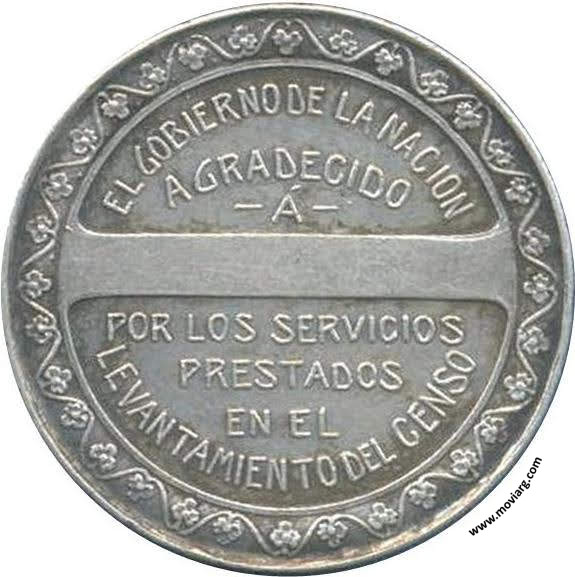 EL GOBIERNO DE LA NACION
AGRADECIDO
- Á -
POR LOS SERVICIOS
PRESTADOS
EN EL
LEVANTAMIENTO DEL CENSO
www.moviarg.com